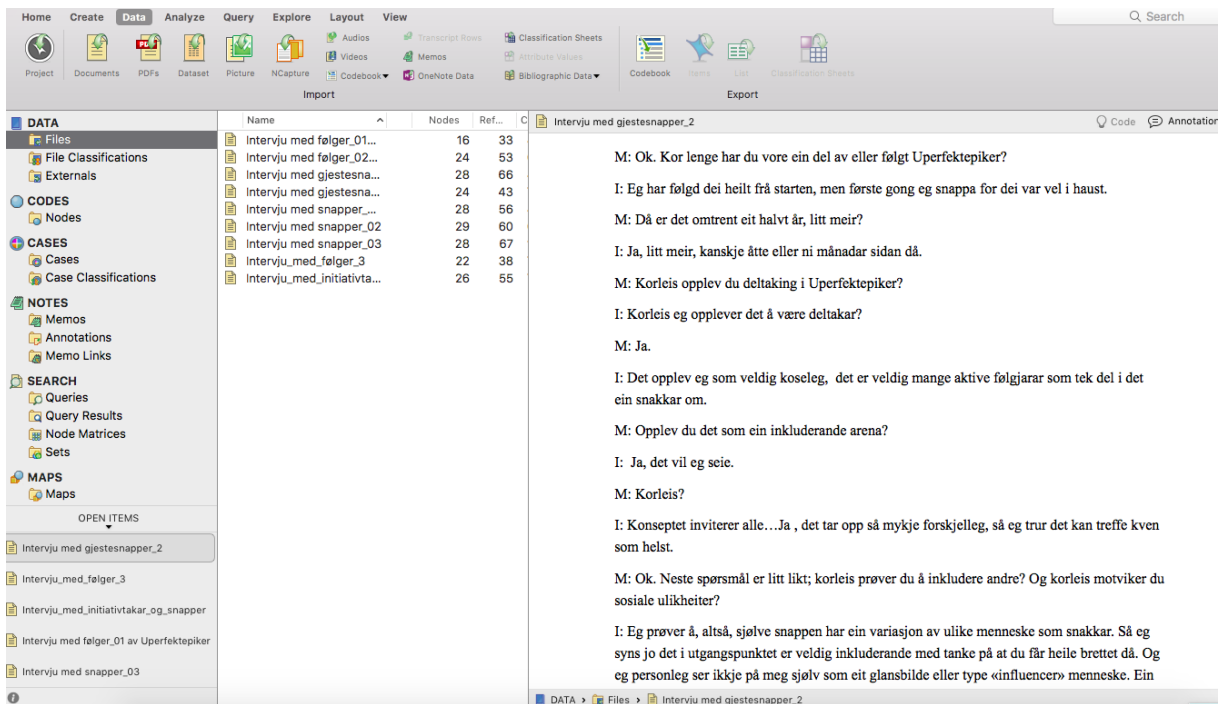 Home Create Data Analyze Query Explore Layout View
Search
Project Documents PDFs Dataset Picture NCapture
Audios
Videos
Codebook
Transcript Rows
Memos
OneNote Data
Classification Sheets
Attribute Values
Bibliographic Data
Import
Codebook Items List Classification Sheets
Export
DATA
Files
File Classifications
Externals
CODES
Nodes
CASES
Cases
Case Classifications
NOTES
Memos
Annotations
Memo Links
SEARCH
Queries
Query Results
Node Matrices
Sets
MAPS
Maps
OPEN ITEMS
Intervju med gjestesnapper_2
Intervju_med_følger_3
Intervju_med_initiativtakar_og_snapper
Intervju med følger_01 av Uperfektepiker
Intervju med snapper_03
Name Nodes Ref... C
Intervju med følger_01... 16 33
Intervju med følger_02... 24 53
Intervju med gjestesna... 28 66
Intervju med gjestesna... 24 43
Intervju med snapper_... 28 56
Intervju med snapper_02 29 60
Intervju med snapper_03 28 67
Intervju_med_følger_3 22 38
Intervju_med_initiativta... 26 55
Intervju med gjestesnapper_2
Code Annotation
M: Ok. Kor lenge har du vore ein del av eller følgt Uperfektepiker?
I: Eg har følgd dei heilt frå starten, men første gong eg snappa for dei var vel i haust.
M: Då er det omtrent eit halvt år, litt meir?
I: Ja, litt meir, kanskje åtte eller ni månadar sidan då.
M: Korleis opplev du deltaking i Uperfektepiker?
I: Korleis eg opplever det å være deltakar?
M: Ja.
I: Det opplev eg som veldig koseleg, det er veldig mange aktive følgjarar som tek del i det
ein snakkar om.
M: Opplev du det som ein inkluderande arena?
I: Ja, det vil eg seie.
M: Korleis?
I: Konseptet inviterer alle…Ja , det tar opp så mykje forskjelleg, så eg trur det kan treffe kven
som helst.
M: Ok. Neste spørsmål er litt likt; korleis prøver du å inkludere andre? Og korleis motviker du
sosiale ulikheiter?
I: Eg prøver å, altså, sjølve snappen har ein variasjon av ulike menneske som snakkar. Så eg
syns jo det i utgangspunktet er veldig inkluderande med tanke på at du får heile brettet då. Og
eg personleg ser ikkje på meg sjølv som eit glansbilde eller type «influencer» menneske. Ein
DATA › Files › Intervju med gjestesnapper_2